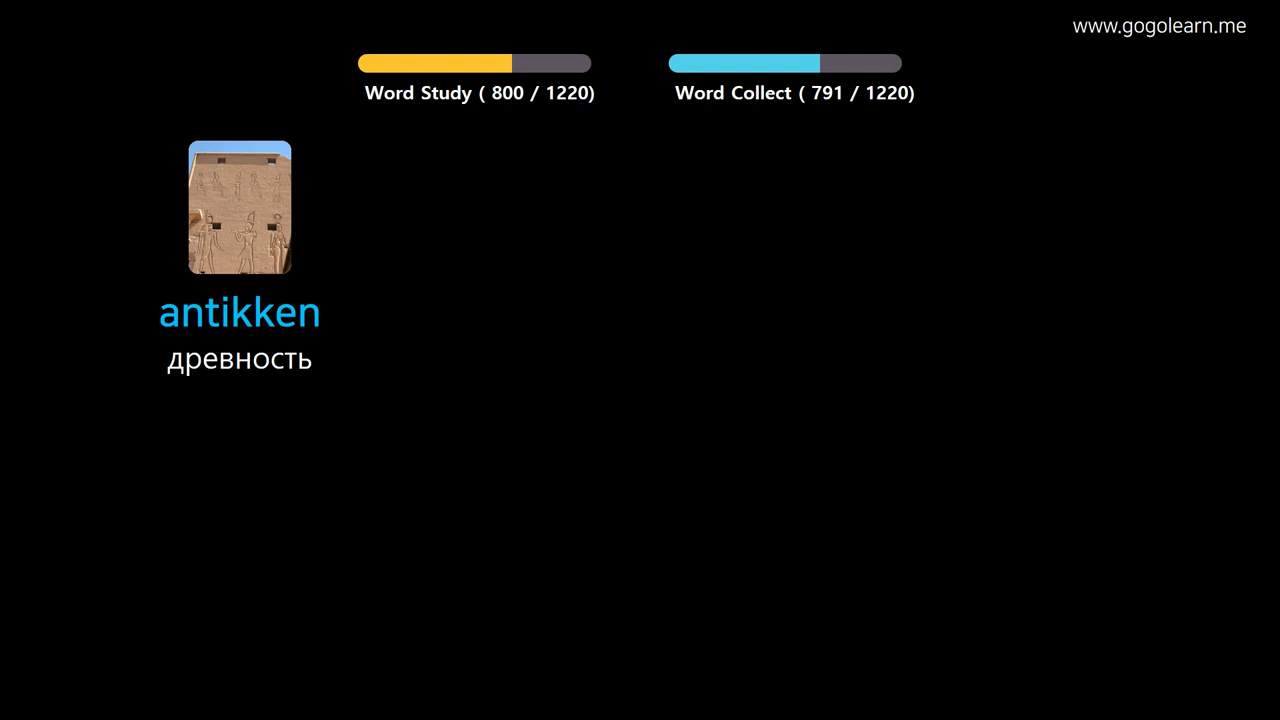 www.gogolearn.me
Word Study ( 800 / 1220)
Word Collect ( 791 / 1220)
antikken
древность